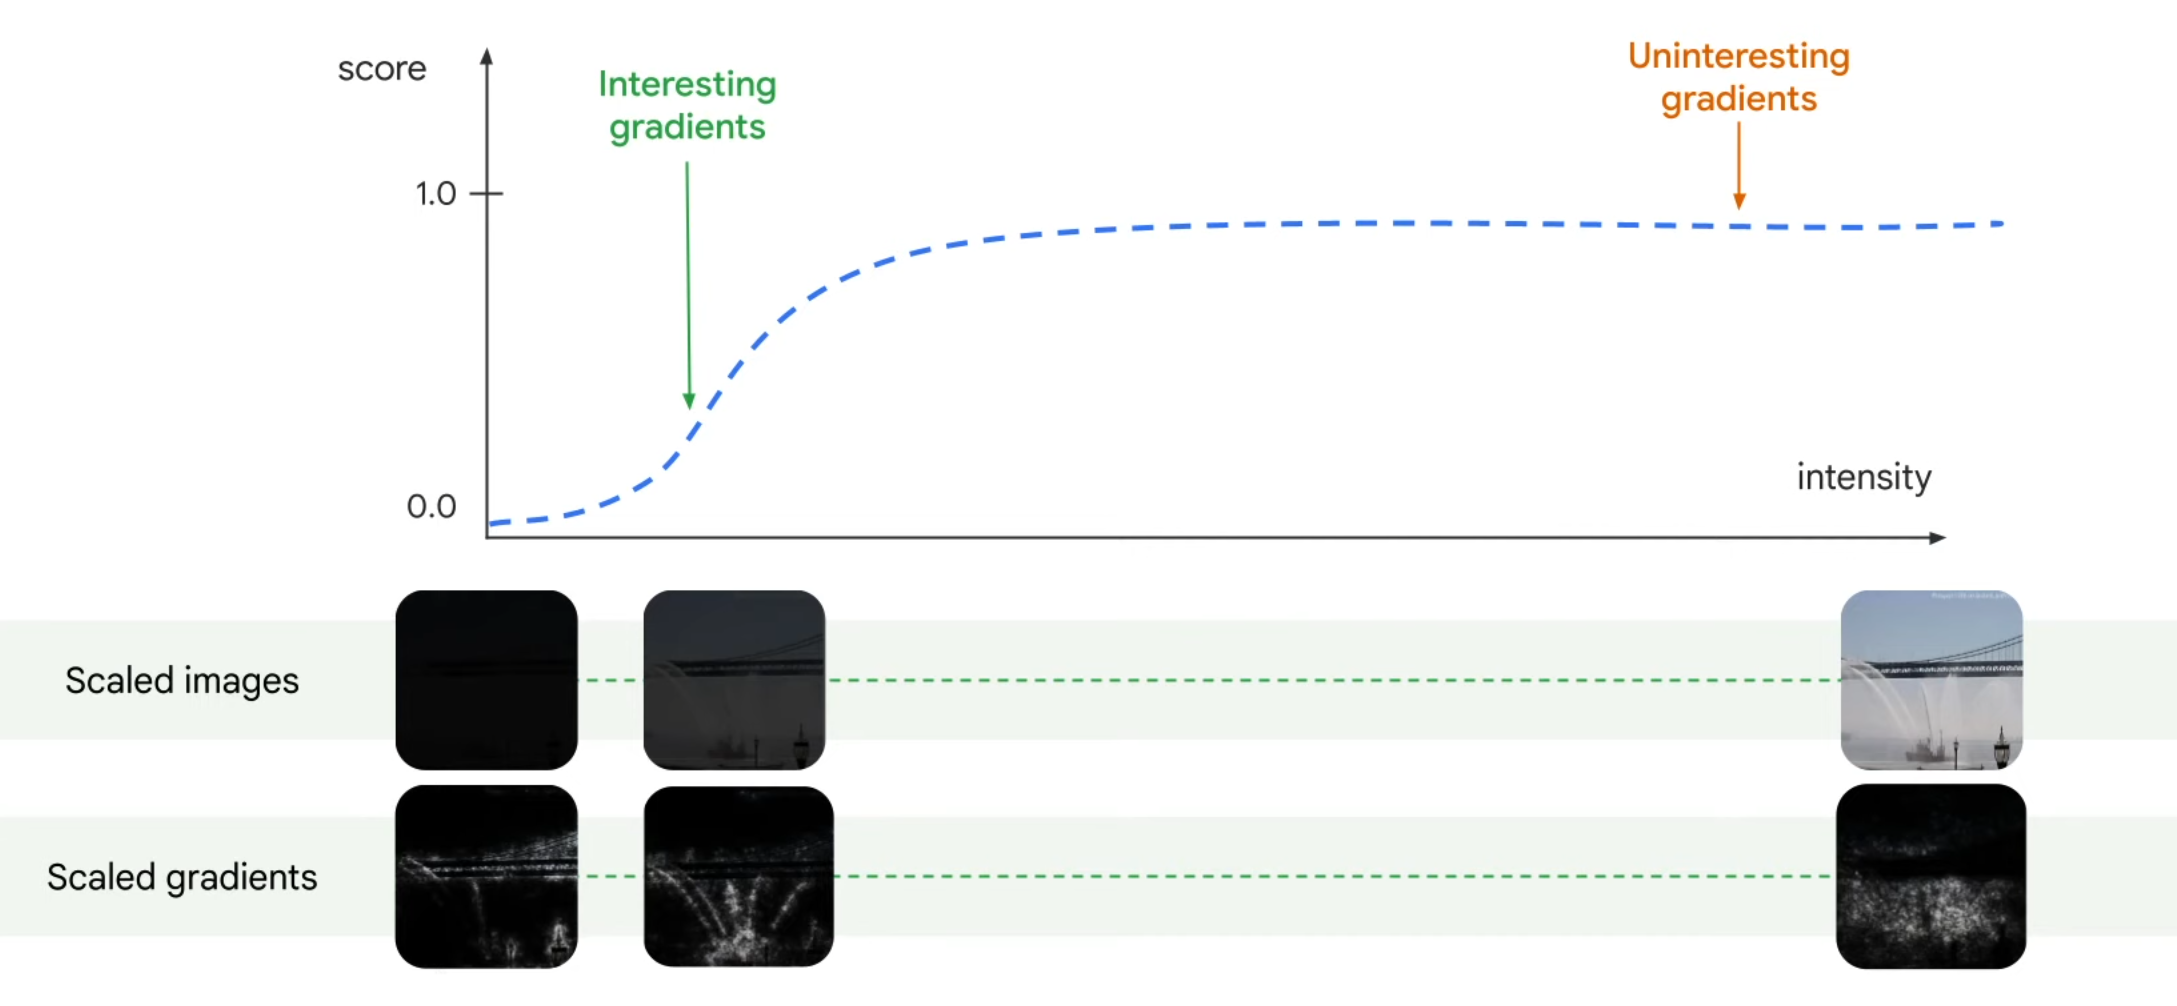 score
Interesting
gradients
Uninteresting
gradients
1.0
0.0
intensity
Scaled images
Scaled gradients